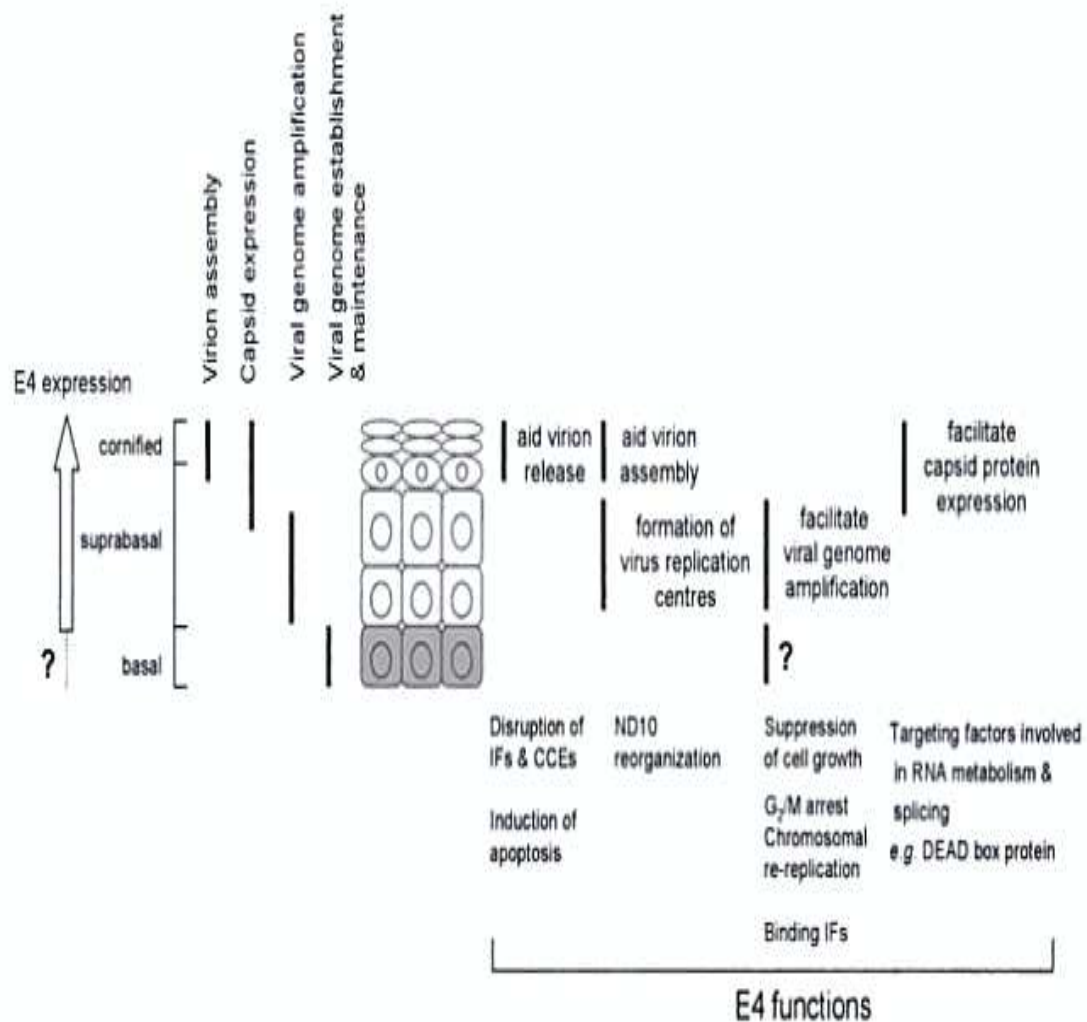 Virion assembly
Capsid expression
Viral genome amplification
Viral genome establishment
& maintenance
E4 expression
cornified
suprabasal
basal
?
aid virion
release
aid virion
assembly
formation of
virus replication
centres
facilitate
viral genome
amplification
?
facilitate
capsid protein
expression
Disruption of
IFs & CCEs
Induction of
apoptosis
ND10
reorganization
Suppression
of cell growth
G₂/M arrest
Chromosomal
re-replication
Binding IFs
Targeting factors involved
in RNA metabolism &
splicing
e.g. DEAD box protein
E4 functions